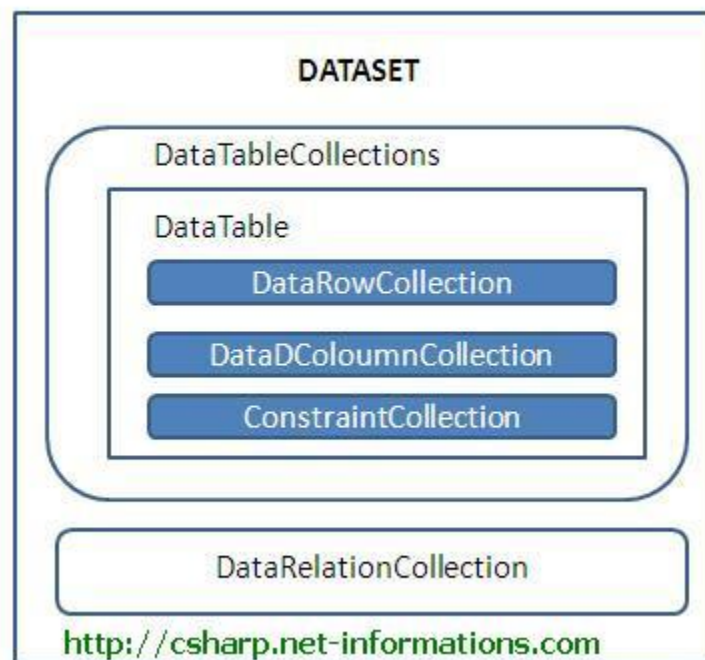 DATASET
DataTableCollections
DataTable
DataRowCollection
DataDColoumnCollection
ConstraintCollection
DataRelationCollection
http://csharp.net-informations.com